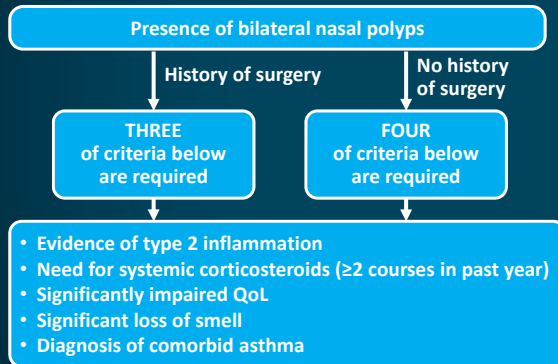 Presence of bilateral nasal polyps
History of surgery
No history
of surgery
THREE
of criteria below
are required
FOUR
of criteria below
are required
• Evidence of type 2 inflammation
• Need for systemic corticosteroids (≥2 courses in past year)
• Significantly impaired QoL
• Significant loss of smell
• Diagnosis of comorbid asthma